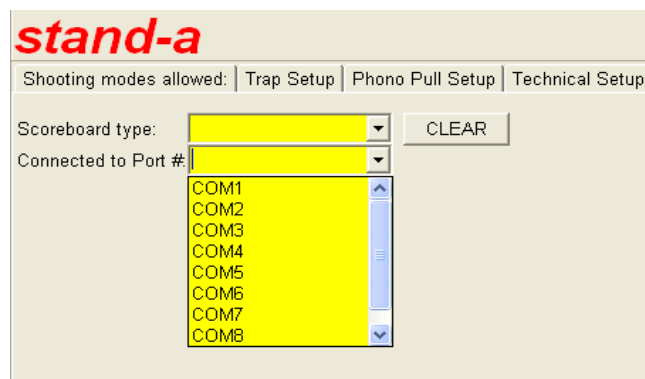 stand-a
Shooting modes allowed: Trap Setup Phono Pull Setup Technical Setup
Scoreboard type: CLEAR
Connected to Port #:
COM1
COM2
COM3
COM4
COM5
COM6
COM7
COM8